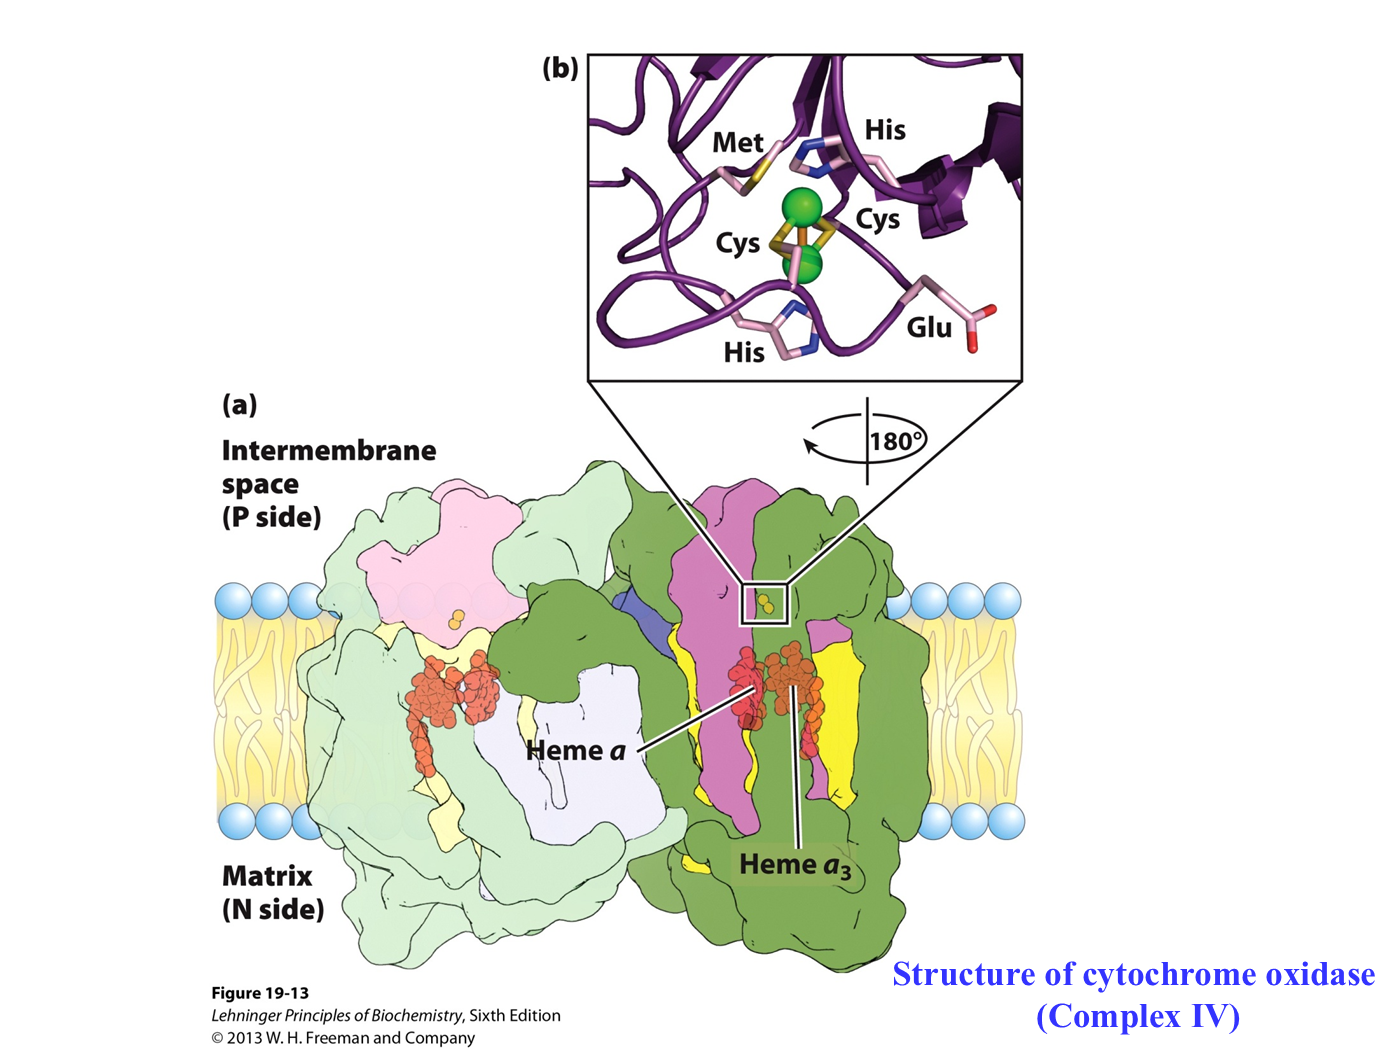 (b)
Met
His
Cys
Cys
Glu
His
(a)
180°
Intermembrane
space
(P side)
Heme a
Heme a3
Matrix
(N side)
Structure of cytochrome oxidase
(Complex IV)
Figure 19-13
Lehninger Principles of Biochemistry, Sixth Edition
© 2013 W. H. Freeman and Company